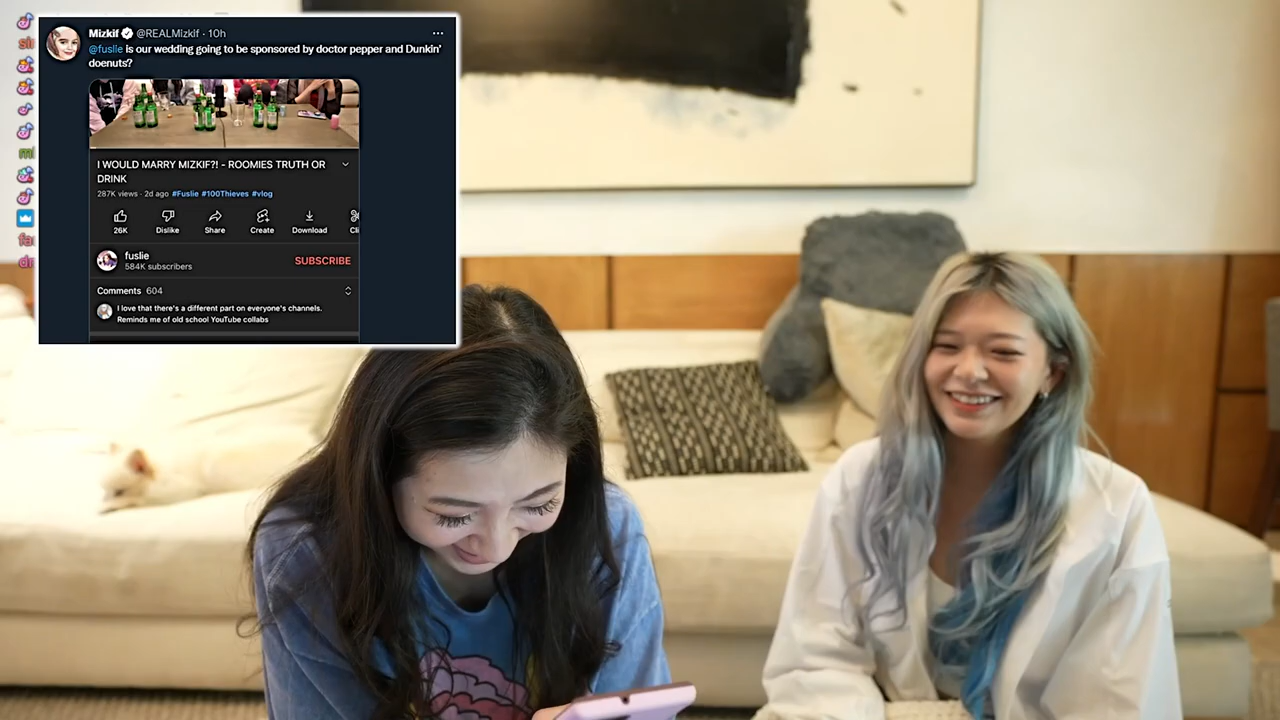 Mizkif @REALMizkif · 10h
@fuslie is our wedding going to be sponsored by doctor pepper and Dunkin'
doenuts?
I WOULD MARRY MIZKIF?! - ROOMIES TRUTH OR
DRINK
287K views · 2d ago #Fuslie #100Thieves #vlog
26K Dislike Share Create Download Cli
fuslie
584K subscribers SUBSCRIBE
Comments 604
I love that there's a different part on everyone's channels.
Reminds me of old school YouTube collabs